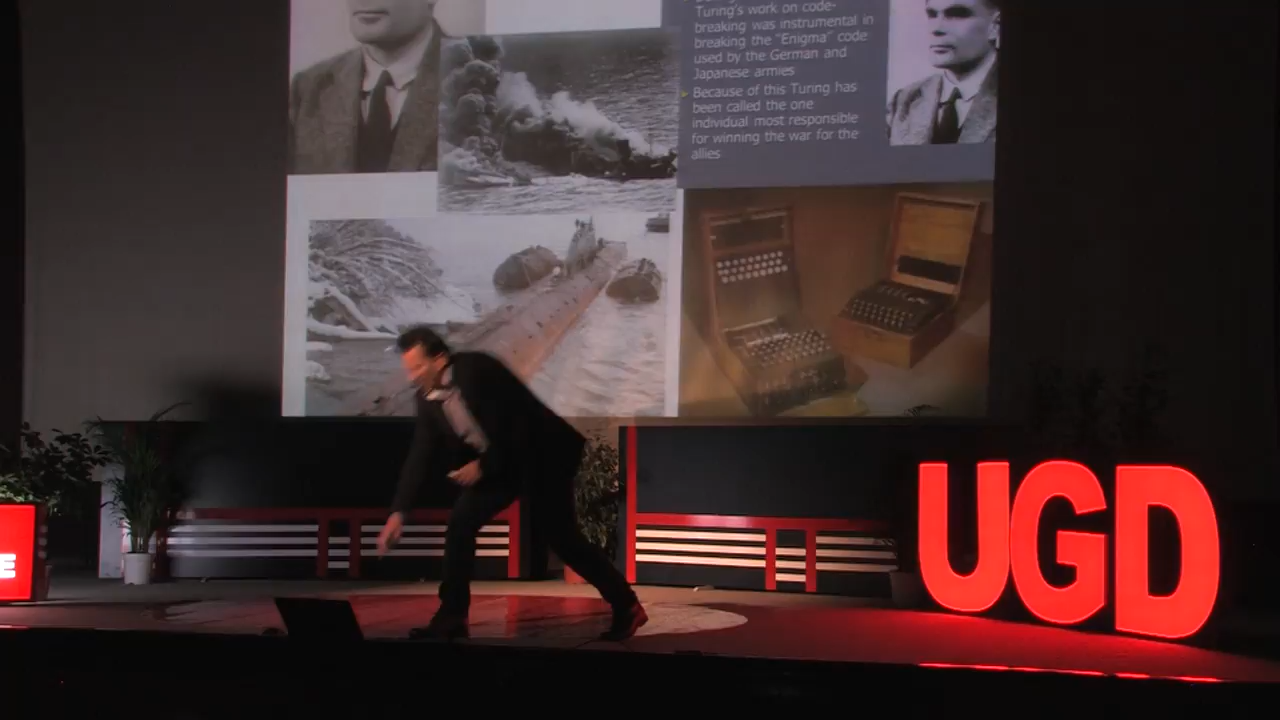 Turing's work on code-
breaking was instrumental in
breaking the "Enigma" code
used by the German and
Japanese armies
Because of this Turing has
been called the one
individual most responsible
for winning the war for the
allies
E
UGD